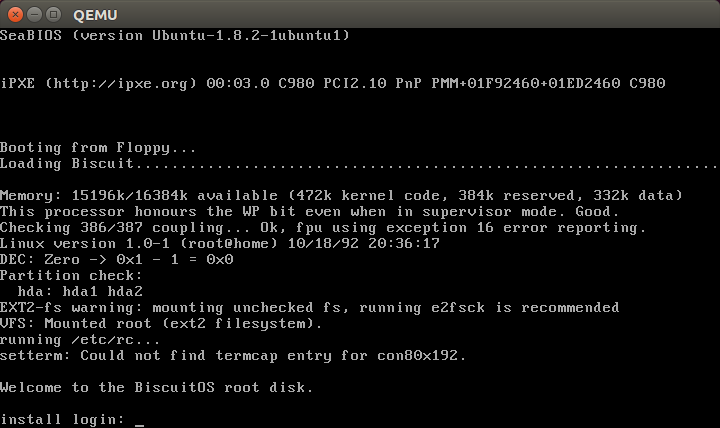 QEMU
SeaBIOS (version Ubuntu-1.8.2-1ubuntu1)
iPXE (http://ipxe.org) 00:03.0 C980 PCI2.10 PnP PMM+01F92460+01ED2460 C980
Booting from Floppy...
Loading Biscuit.................................................................
Memory: 15196k/16384k available (472k kernel code, 384k reserved, 332k data)
This processor honours the WP bit even when in supervisor mode. Good.
Checking 386/387 coupling... Ok, fpu using exception 16 error reporting.
Linux version 1.0-1 (root@home) 10/18/92 20:36:17
DEC: Zero -> 0x1 - 1 = 0x0
Partition check:
  hda: hda1 hda2
EXT2-fs warning: mounting unchecked fs, running e2fsck is recommended
VFS: Mounted root (ext2 filesystem).
running /etc/rc...
setterm: Could not find termcap entry for con80x192.
Welcome to the BiscuitOS root disk.
install login: _